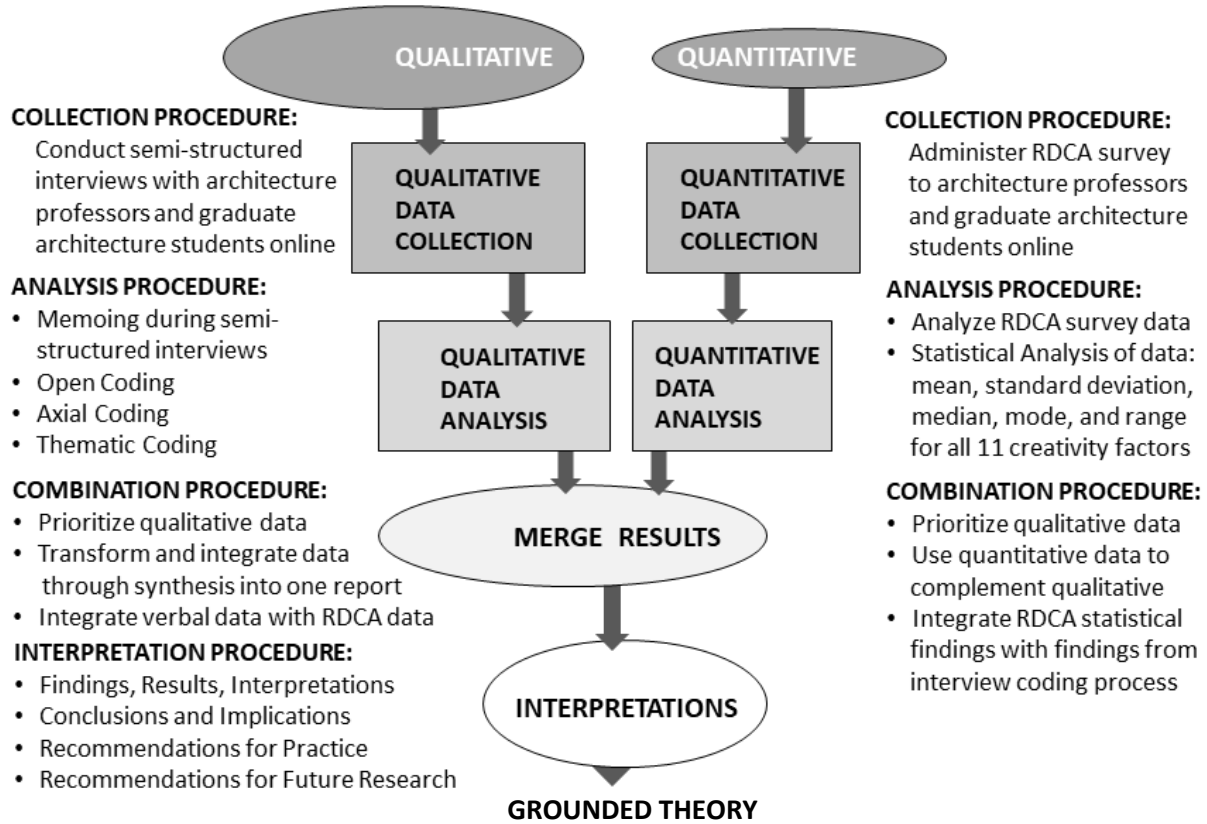 QUALITATIVE
QUANTITATIVE
COLLECTION PROCEDURE:
Conduct semi-structured
interviews with architecture
professors and graduate
architecture students online
QUALITATIVE
DATA
COLLECTION
QUANTITATIVE
DATA
COLLECTION
COLLECTION PROCEDURE:
Administer RDCA survey
to architecture professors
and graduate architecture
students online
ANALYSIS PROCEDURE:
• Memoing during semi-
structured interviews
• Open Coding
• Axial Coding
• Thematic Coding
QUALITATIVE
DATA
ANALYSIS
QUANTITATIVE
DATA
ANALYSIS
ANALYSIS PROCEDURE:
• Analyze RDCA survey data
• Statistical Analysis of data:
mean, standard deviation,
median, mode, and range
for all 11 creativity factors
COMBINATION PROCEDURE:
• Prioritize qualitative data
• Transform and integrate data
through synthesis into one report
• Integrate verbal data with RDCA data
MERGE RESULTS
COMBINATION PROCEDURE:
• Prioritize qualitative data
• Use quantitative data to
complement qualitative
• Integrate RDCA statistical
findings with findings from
interview coding process
INTERPRETATION PROCEDURE:
• Findings, Results, Interpretations
• Conclusions and Implications
• Recommendations for Practice
• Recommendations for Future Research
INTERPRETATIONS
GROUNDED THEORY